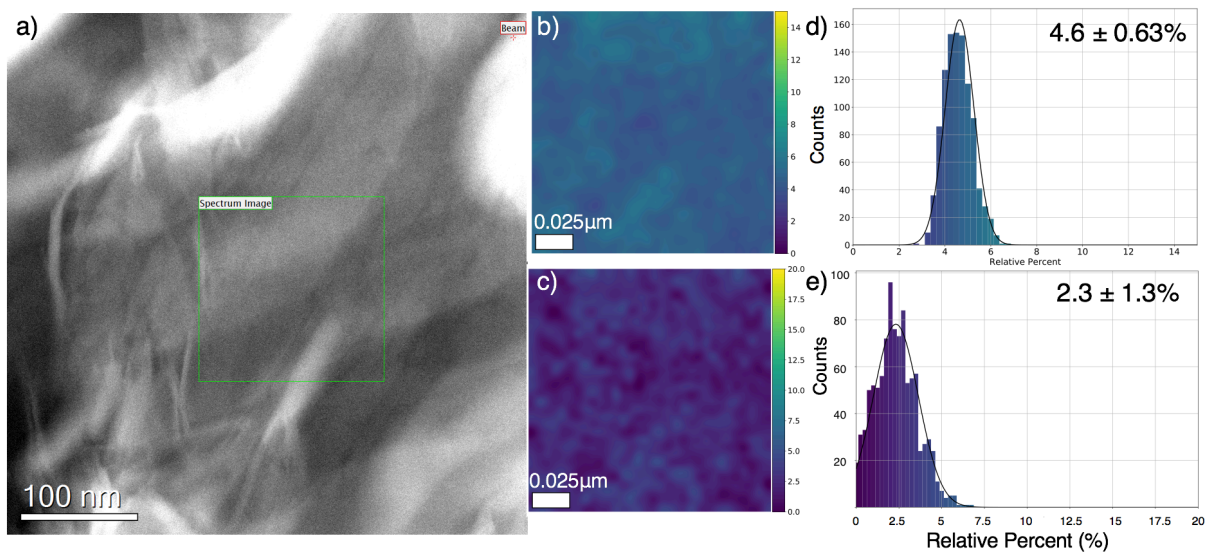 a)
Beam
Spectrum Image
100 nm
b)
0.025μm
14
12
10
8
6
4
2
0
c)
0.025μm
20.0
17.5
15.0
12.5
10.0
7.5
5.0
2.5
0.0
d)
4.6 ± 0.63%
Counts
160
140
120
100
80
60
40
20
0
0 2 4 6 8 10 12 14
Relative Percent
e)
2.3 ± 1.3%
Counts
100
80
60
40
20
0 2.5 5 7.5 10 12.5 15 17.5 20
Relative Percent (%)